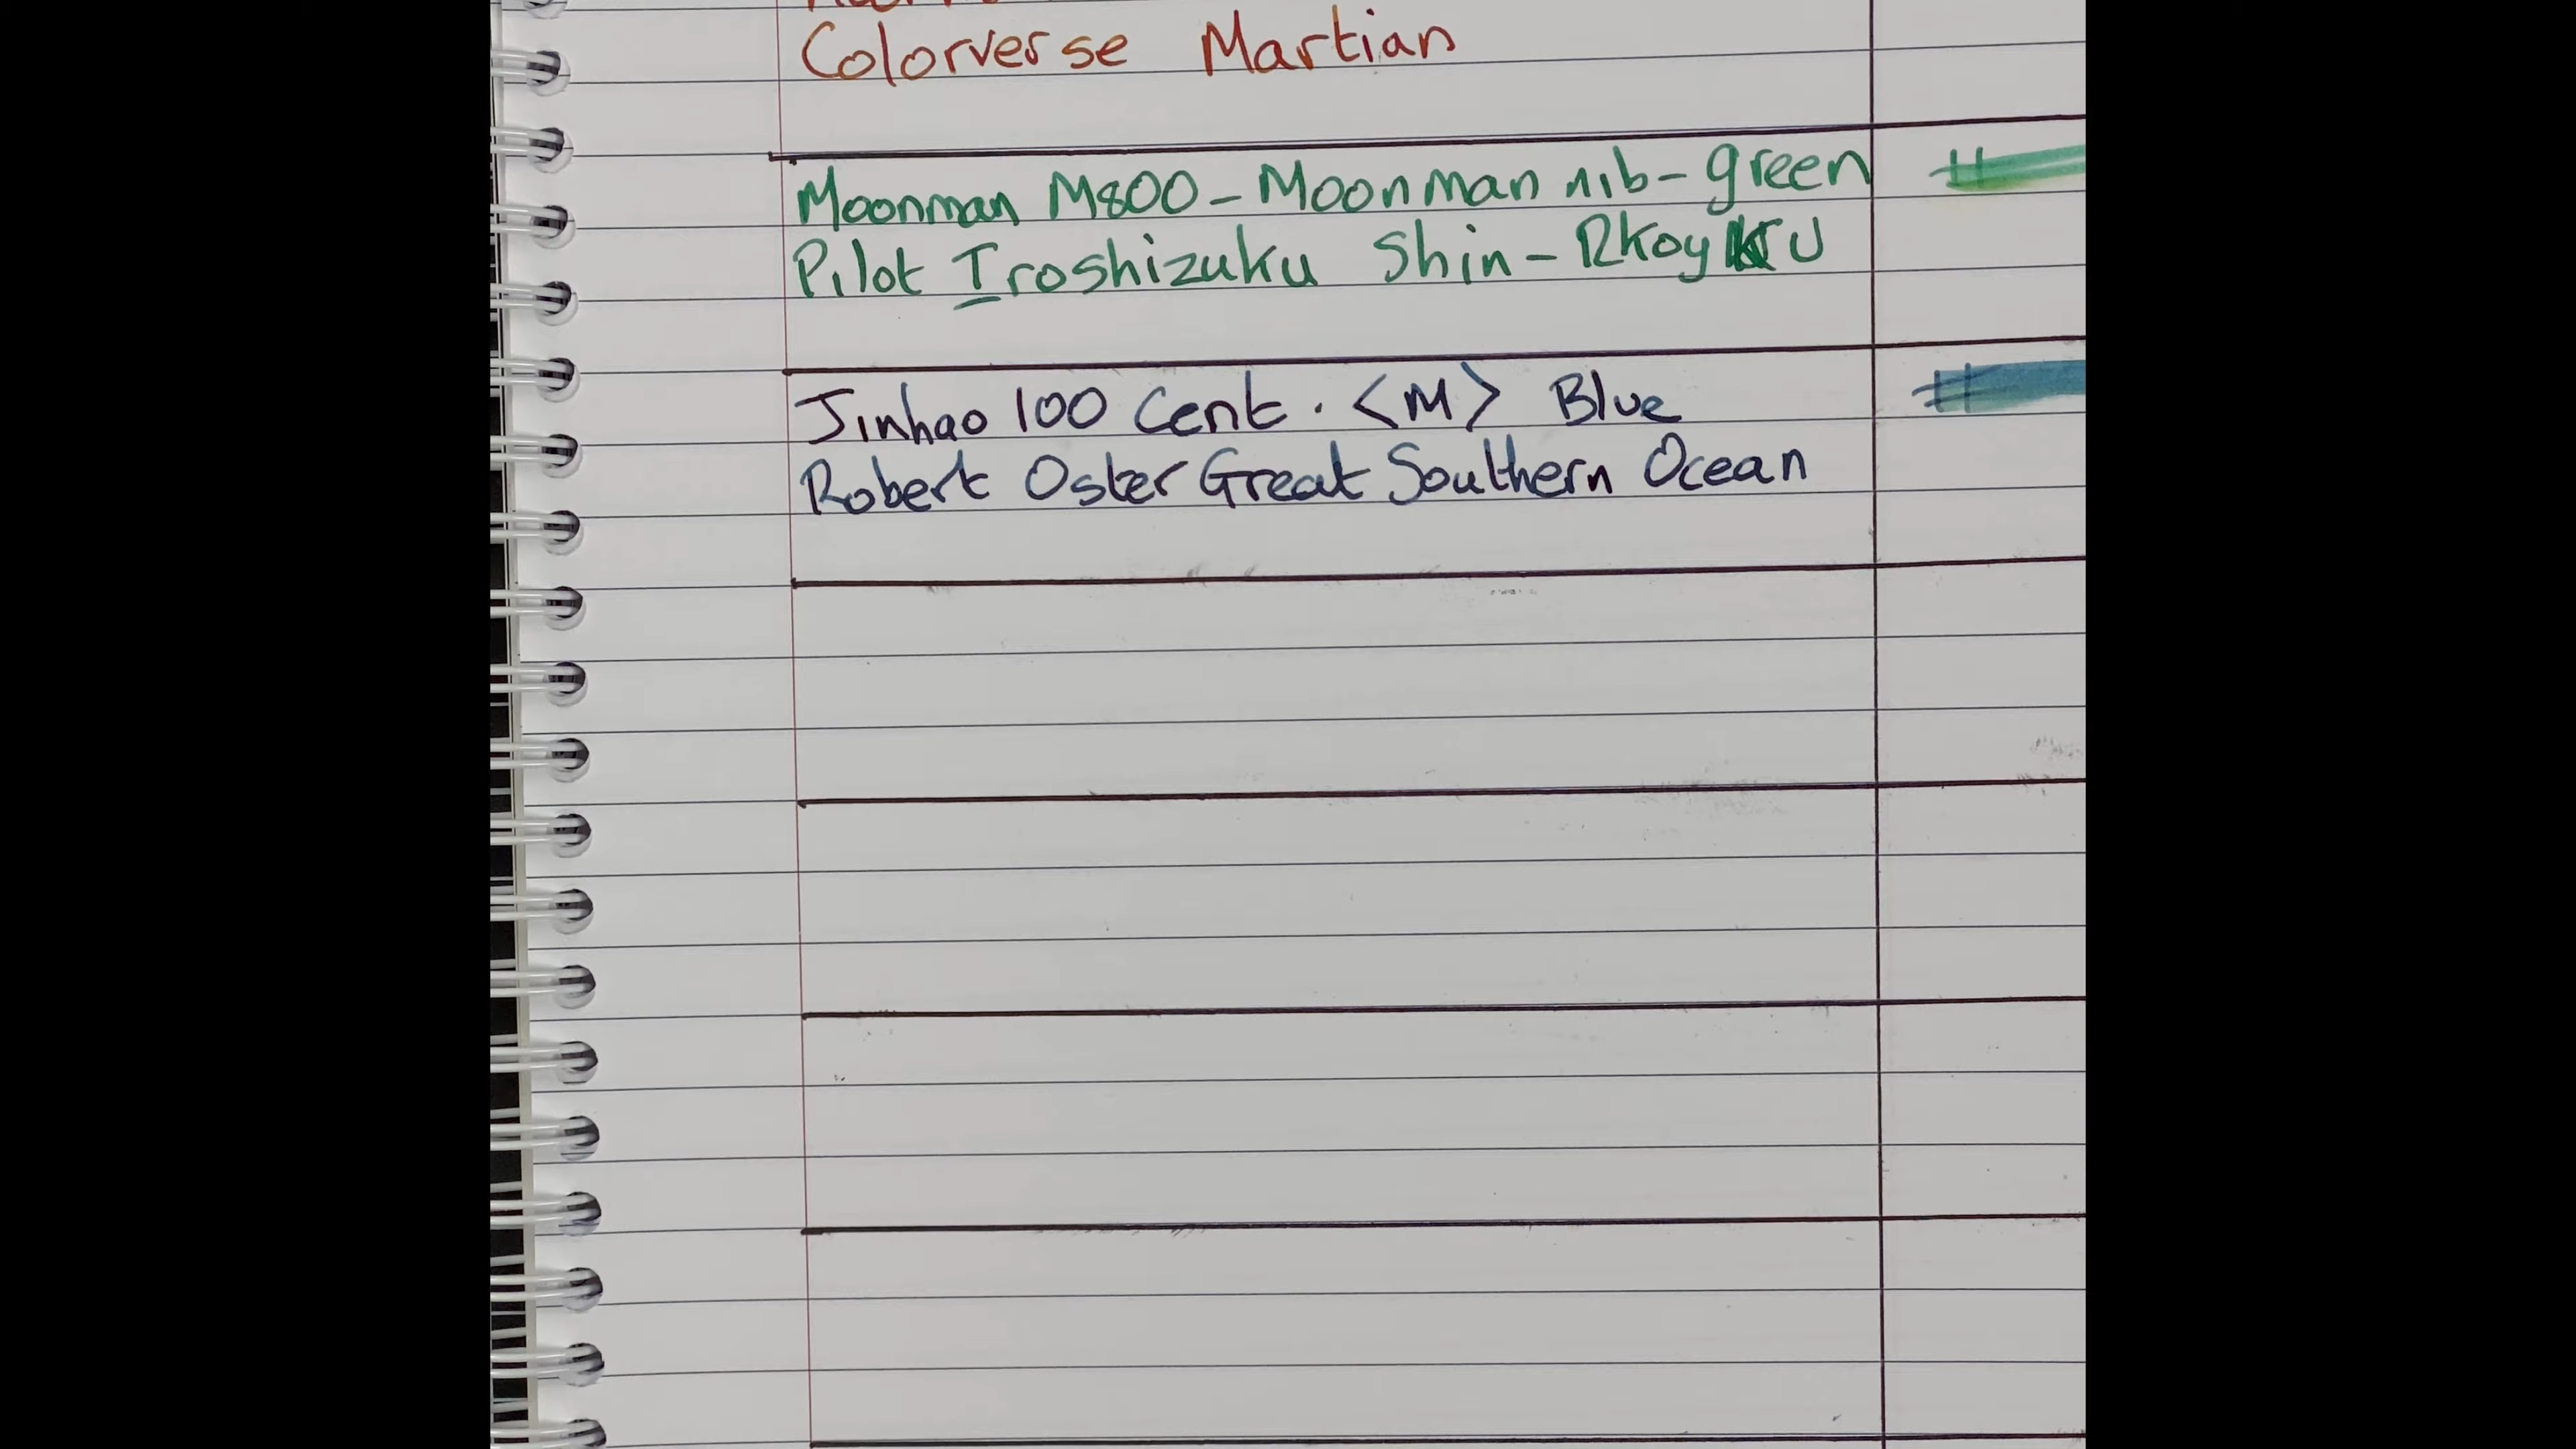 Colorverse Martian
Moonman M800 - Moonman nib - green
Pilot Iroshizuku Shin - Rkoyku
Jinhao 100 Cent. <M> Blue
Robert Oster Great Southern Ocean